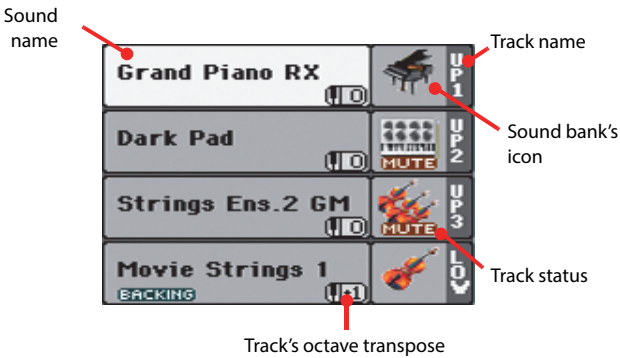 Sound
name
Track name
Grand Piano RX
0
UP1
Sound bank's
icon
Dark Pad
0
MUTE
UP2
Strings Ens.2 GM
0
MUTE
UP3
Movie Strings 1
BACKING
+1
LOW
Track status
Track's octave transpose